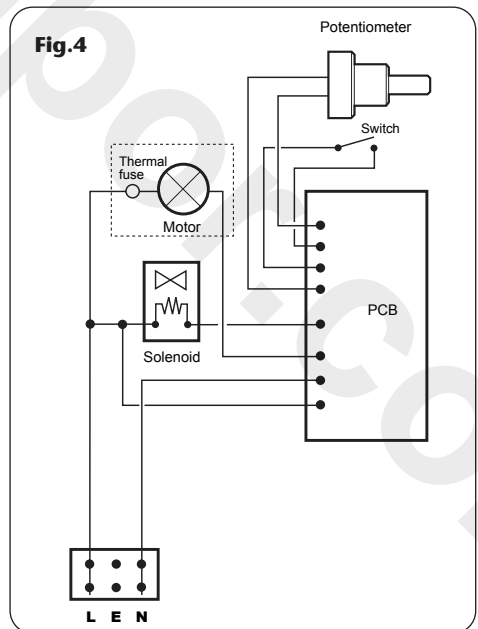 Fig.4
Potentiometer
Switch
Thermal
fuse
Motor
PCB
Solenoid
L E N